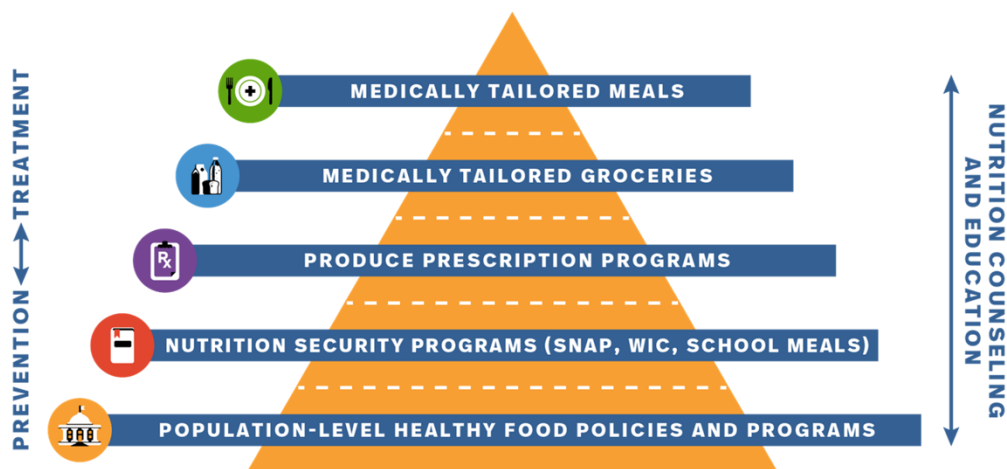 MEDICALLY TAILORED MEALS
MEDICALLY TAILORED GROCERIES
Rx
PRODUCE PRESCRIPTION PROGRAMS
NUTRITION SECURITY PROGRAMS (SNAP, WIC, SCHOOL MEALS)
POPULATION-LEVEL HEALTHY FOOD POLICIES AND PROGRAMS
PREVENTION
TREATMENT
NUTRITION COUNSELING
AND EDUCATION